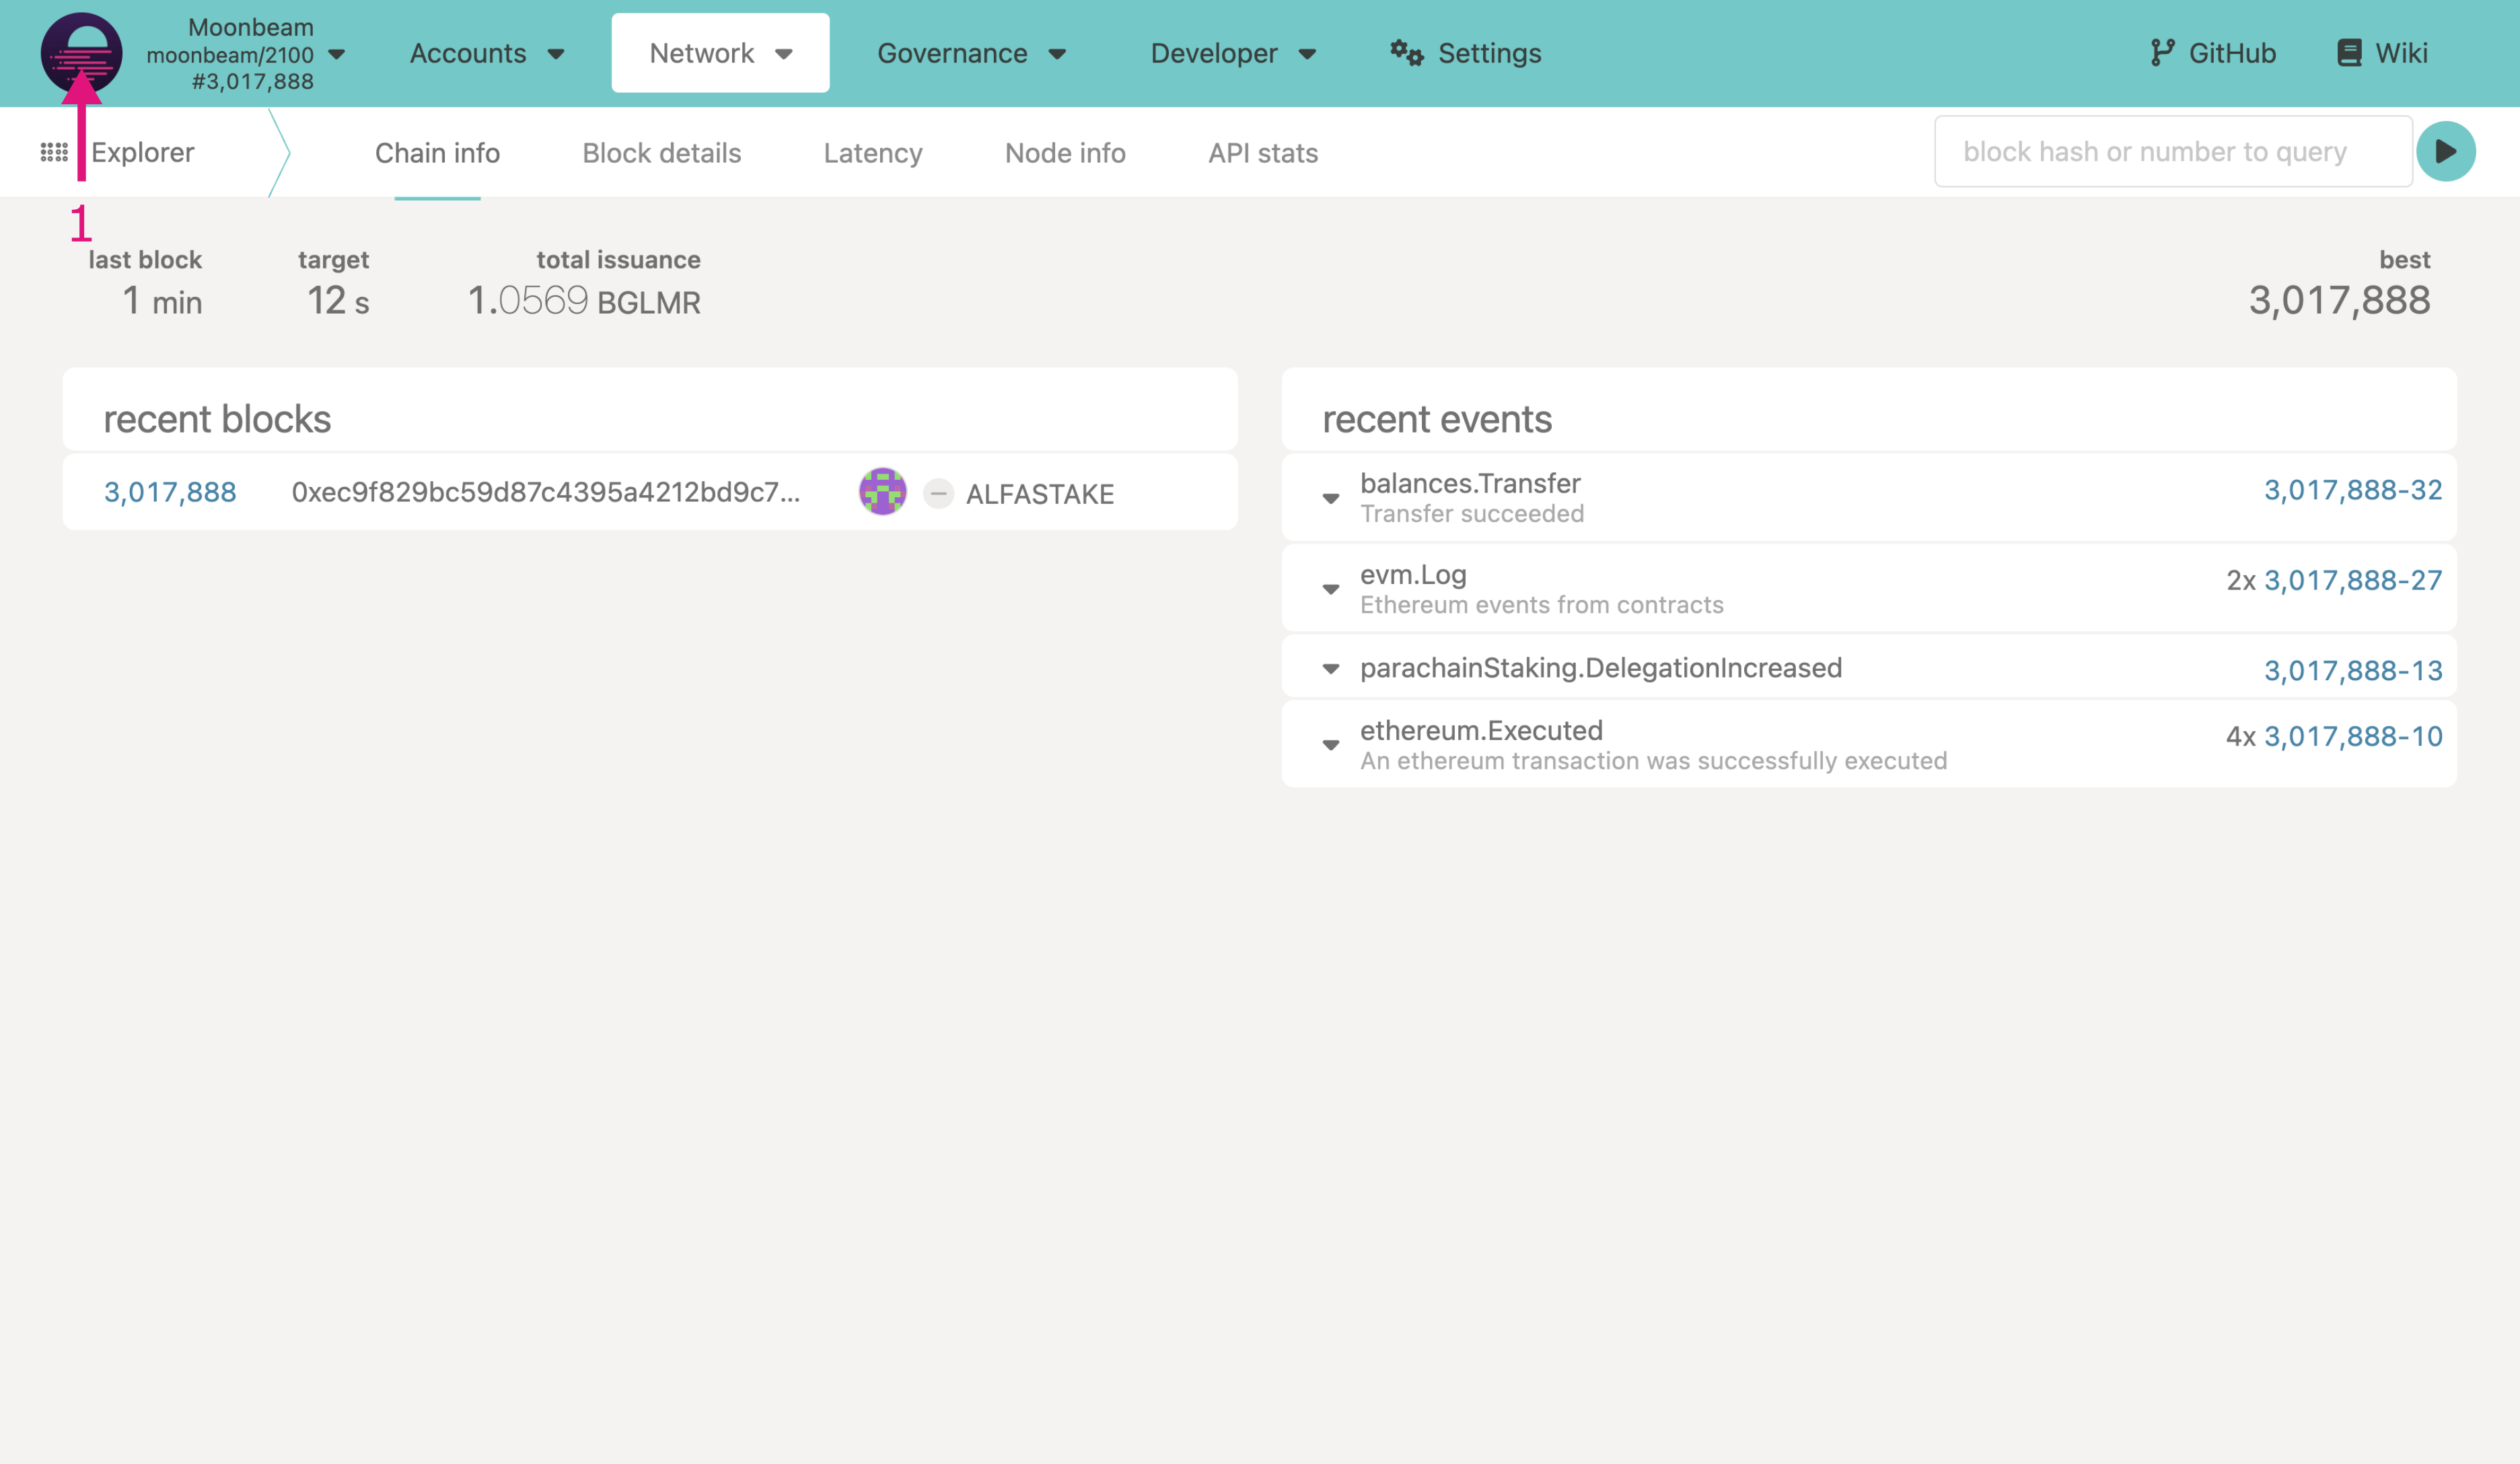 Moonbeam
moonbeam/2100
#3,017,888
Accounts
Network
Governance
Developer
Settings
GitHub
Wiki
Explorer
Chain info
Block details
Latency
Node info
API stats
block hash or number to query
1
last block
1 min
target
12 s
total issuance
1.0569 BGLMR
best
3,017,888
recent blocks
3,017,888 0xec9f829bc59d87c4395a4212bd9c7... ALFASTAKE
recent events
balances.Transfer 3,017,888-32
Transfer succeeded
evm.Log 2x 3,017,888-27
Ethereum events from contracts
parachainStaking.DelegationIncreased 3,017,888-13
ethereum.Executed 4x 3,017,888-10
An ethereum transaction was successfully executed